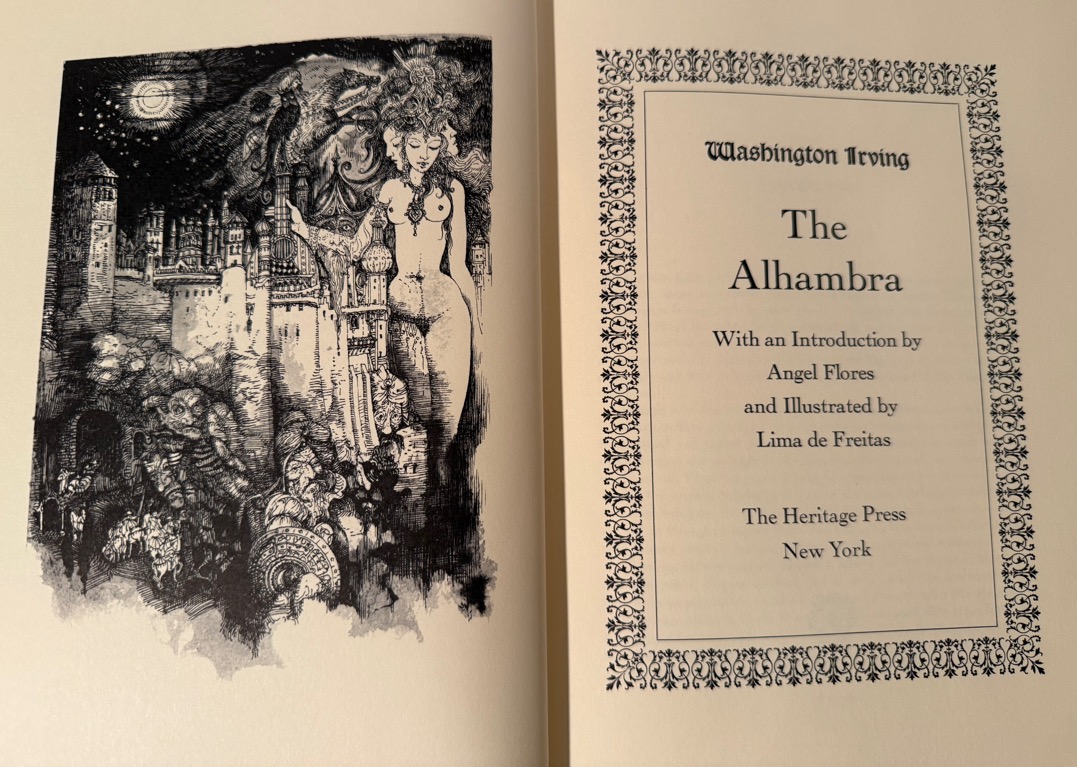 Washington Irving
The
Alhambra
With an Introduction by
Angel Flores
and Illustrated by
Lima de Freitas
The Heritage Press
New York